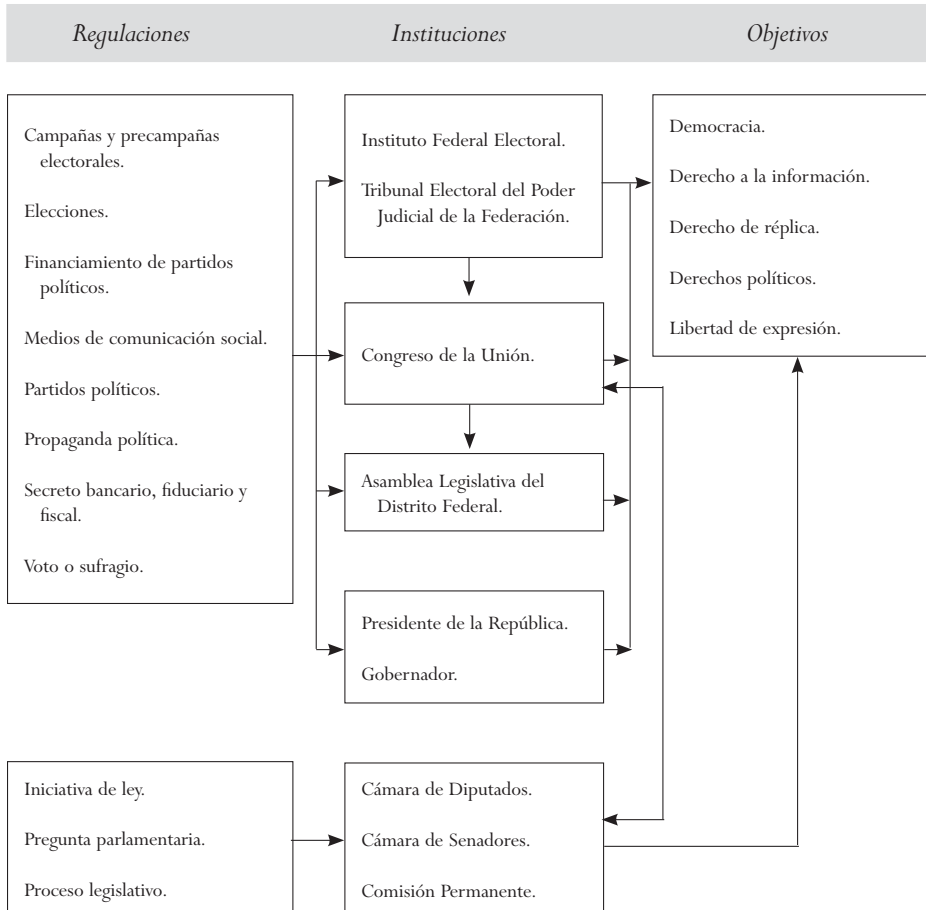 Regulaciones
Instituciones
Objetivos
Campañas y precampañas
electorales.
Elecciones.
Financiamiento de partidos
políticos.
Medios de comunicación social.
Partidos políticos.
Propaganda política.
Secreto bancario, fiduciario y
fiscal.
Voto o sufragio.
Instituto Federal Electoral.
Tribunal Electoral del Poder
Judicial de la Federación.
Congreso de la Unión.
Asamblea Legislativa del
Distrito Federal.
Presidente de la República.
Gobernador.
Democracia.
Derecho a la información.
Derecho de réplica.
Derechos políticos.
Libertad de expresión.
Iniciativa de ley.
Pregunta parlamentaria.
Proceso legislativo.
Cámara de Diputados.
Cámara de Senadores.
Comisión Permanente.